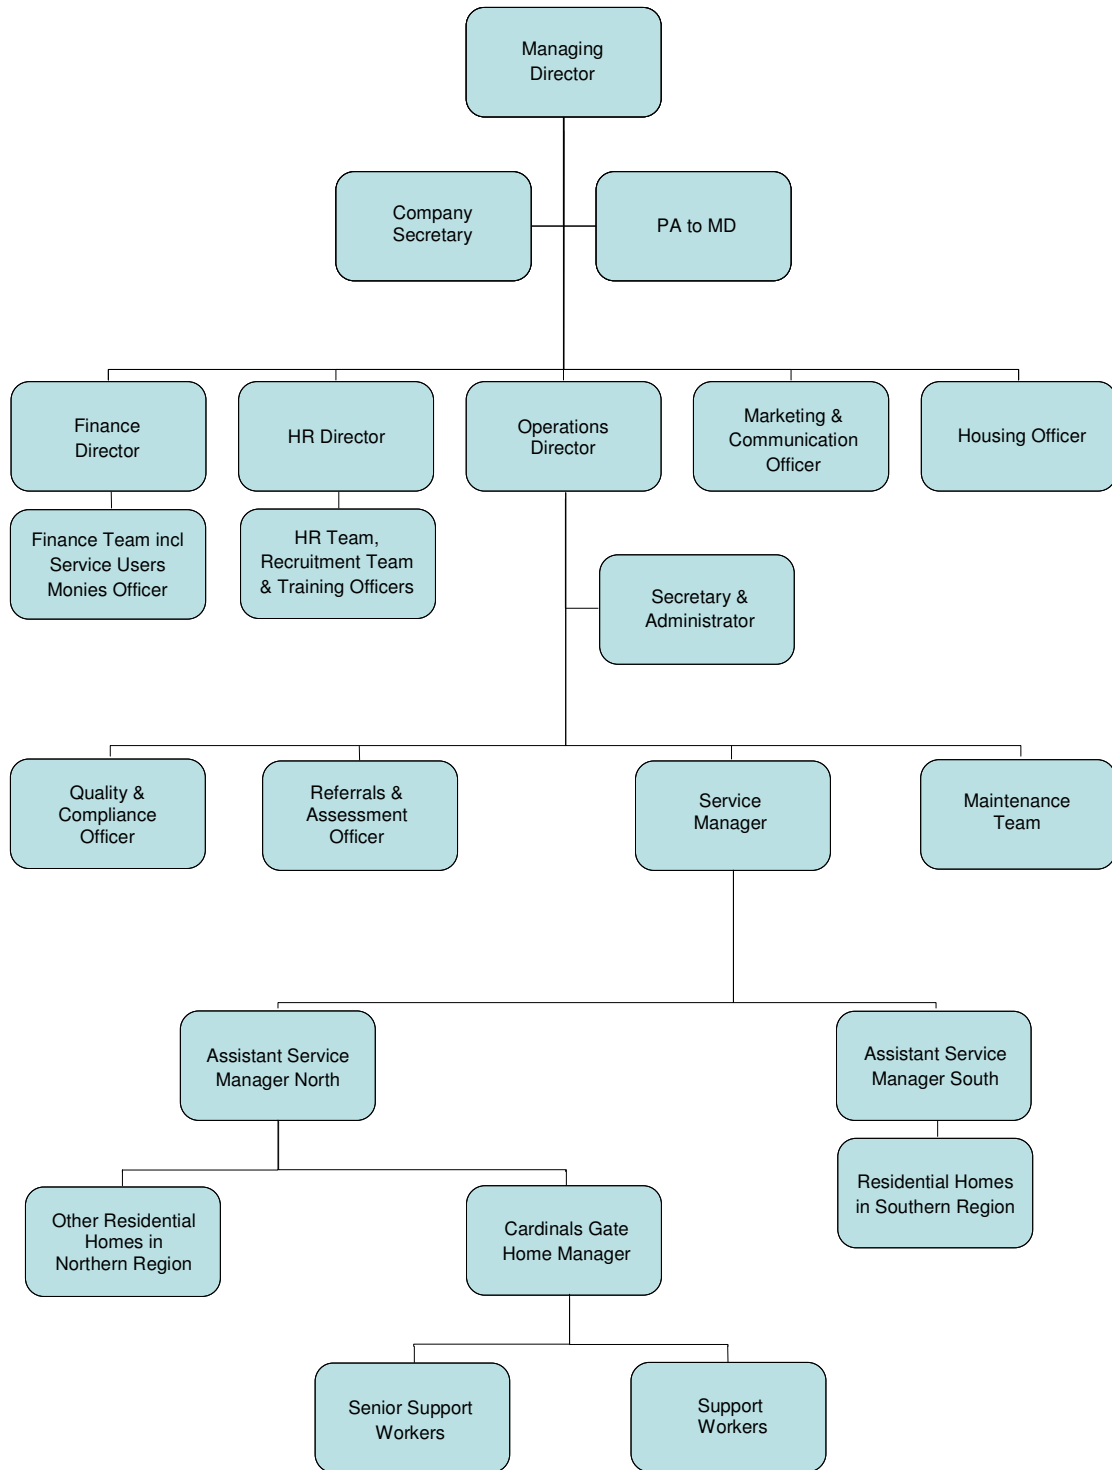 Managing
Director
Company
Secretary
PA to MD
Finance
Director
HR Director
Operations
Director
Marketing &
Communication
Officer
Housing Officer
Finance Team incl
Service Users
Monies Officer
HR Team,
Recruitment Team
& Training Officers
Secretary &
Administrator
Quality &
Compliance
Officer
Referrals &
Assessment
Officer
Service
Manager
Maintenance
Team
Assistant Service
Manager North
Assistant Service
Manager South
Other Residential
Homes in
Northern Region
Cardinals Gate
Home Manager
Residential Homes
in Southern Region
Senior Support
Workers
Support
Workers